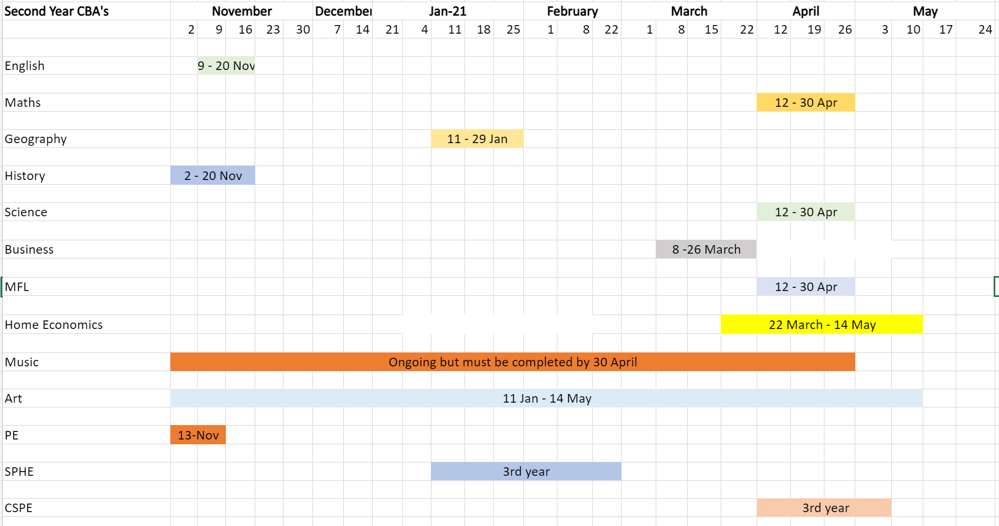 Second Year CBA's November December Jan-21 February March April May
2 9 16 23 30 7 14 21 4 11 18 25 1 8 22 1 8 15 22 12 19 26 3 10 17 24
English 9 - 20 Nov
Maths 12 - 30 Apr
Geography 11 - 29 Jan
History 2 - 20 Nov
Science 12 - 30 Apr
Business 8 -26 March
MFL 12 - 30 Apr
Home Economics 22 March - 14 May
Music Ongoing but must be completed by 30 April
Art 11 Jan - 14 May
PE 13-Nov
SPHE 3rd year
CSPE 3rd year